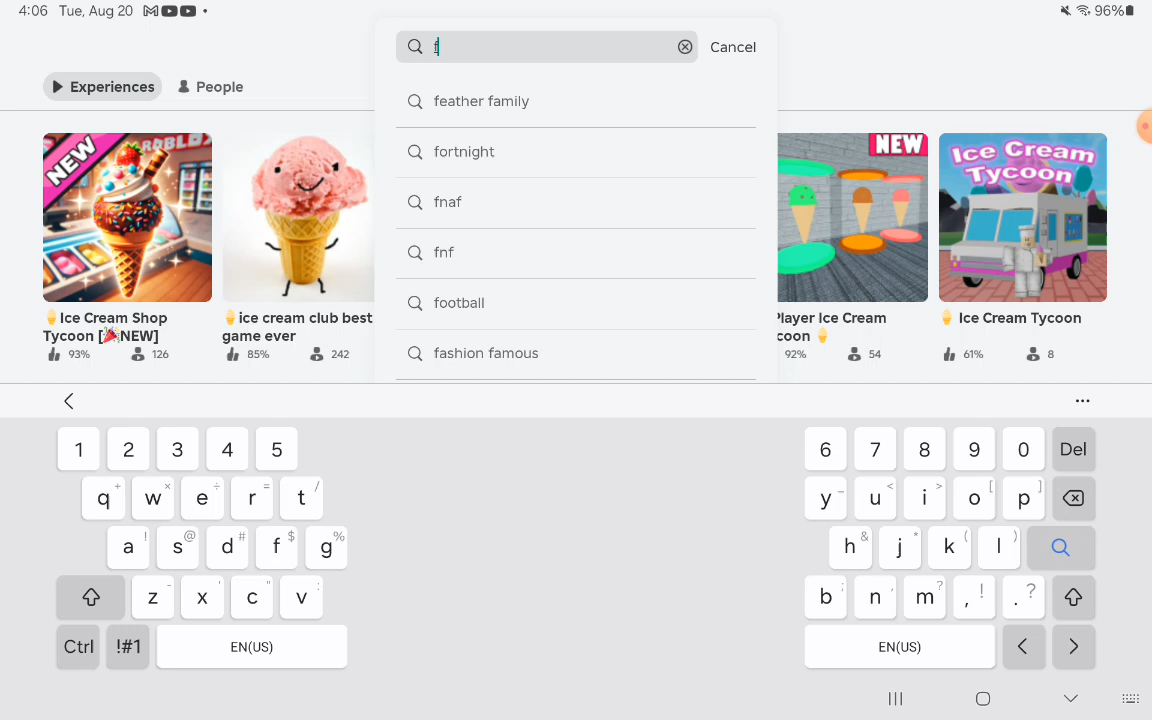 4:06 Tue, Aug 20
96%
f
Cancel
Experiences
People
feather family
fortnight
fnaf
fnf
football
fashion famous
NEW
ROBLOX
NEW
Ice Cream
Tycoon
🍦Ice Cream Shop
Tycoon [🎉NEW]
93% 126
🍦ice cream club best
game ever
85% 242
Player Ice Cream
coon 🍦
92% 54
🍦 Ice Cream Tycoon
61% 8
1 2 3 4 5
6 7 8 9 0 Del
q + w × e ÷ r = t /
y _ u < i > o [ p ]
a ! s @ d # f $ g %
h & j * k ( l )
z - x ' c " v :
b ; n , m ? , ! . ?
Ctrl !#1 EN(US)
EN(US) < >